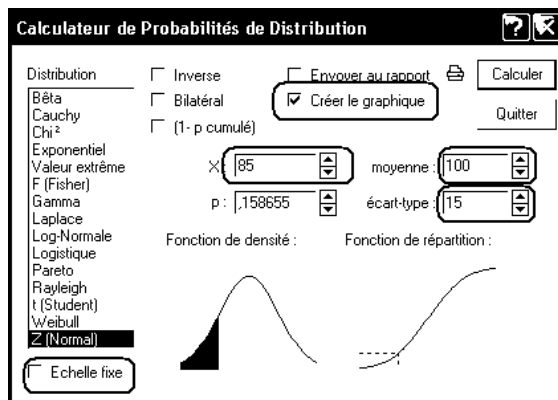 Calculateur de Probabilités de Distribution
Distribution
Inverse
Envoyer au rapport
Calculer
Bilatéral
Créer le graphique
Quitter
(1- p cumulé)
Bêta
Cauchy
Chi²
Exponentiel
Valeur extrême
F (Fisher)
Gamma
Laplace
Log-Normale
Logistique
Pareto
Rayleigh
t (Student)
Weibull
Z (Normal)
X: 85
moyenne : 100
p : ,158655
écart-type : 15
Fonction de densité :
Fonction de répartition :
Echelle fixe